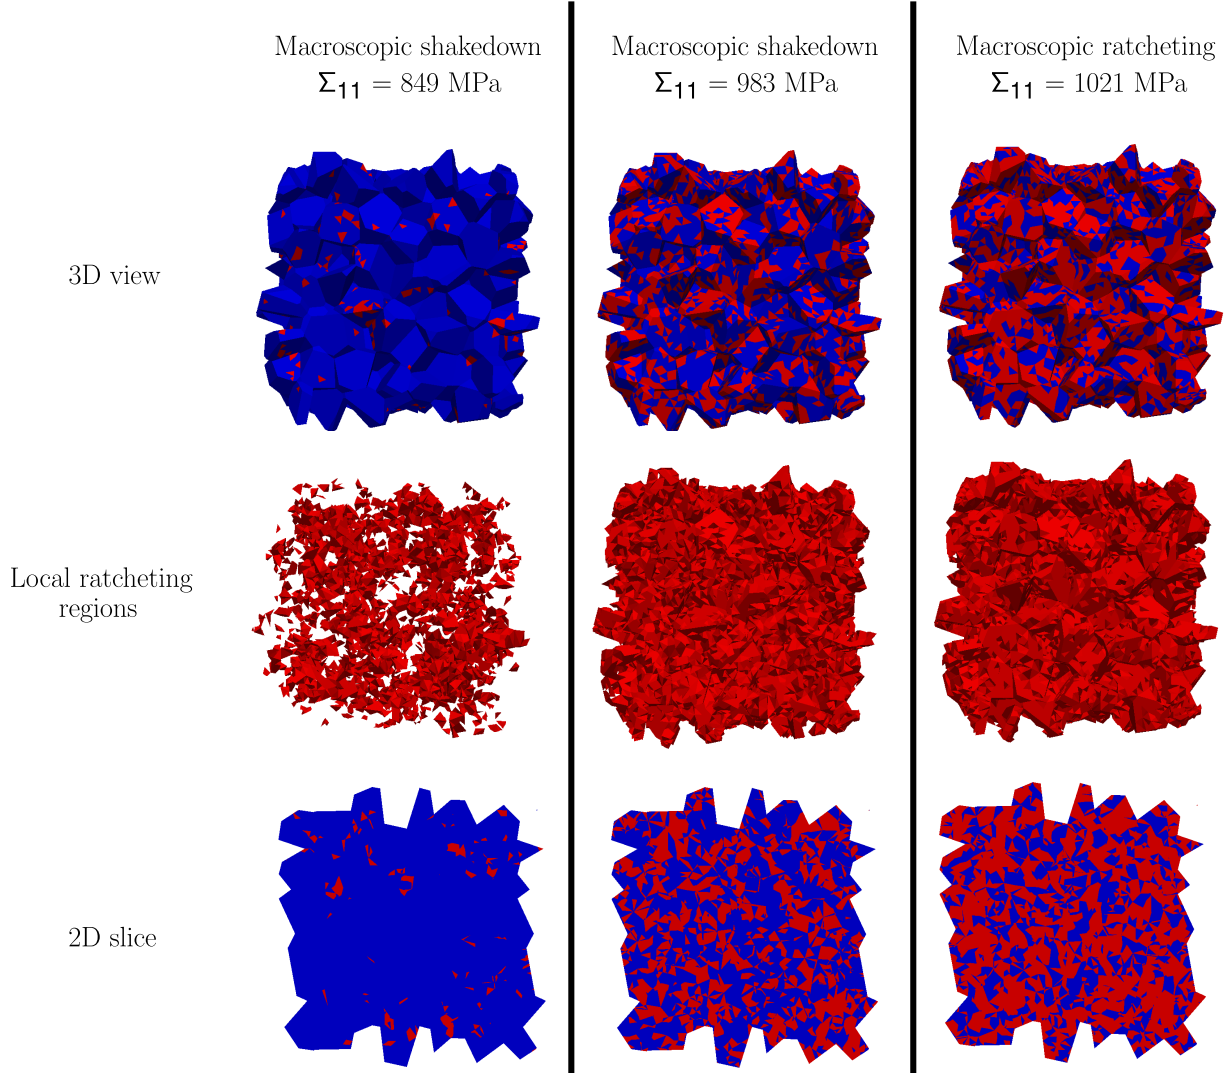 Macroscopic shakedown
Σ₁₁ = 849 MPa
Macroscopic shakedown
Σ₁₁ = 983 MPa
Macroscopic ratcheting
Σ₁₁ = 1021 MPa
3D view
Local ratcheting
regions
2D slice